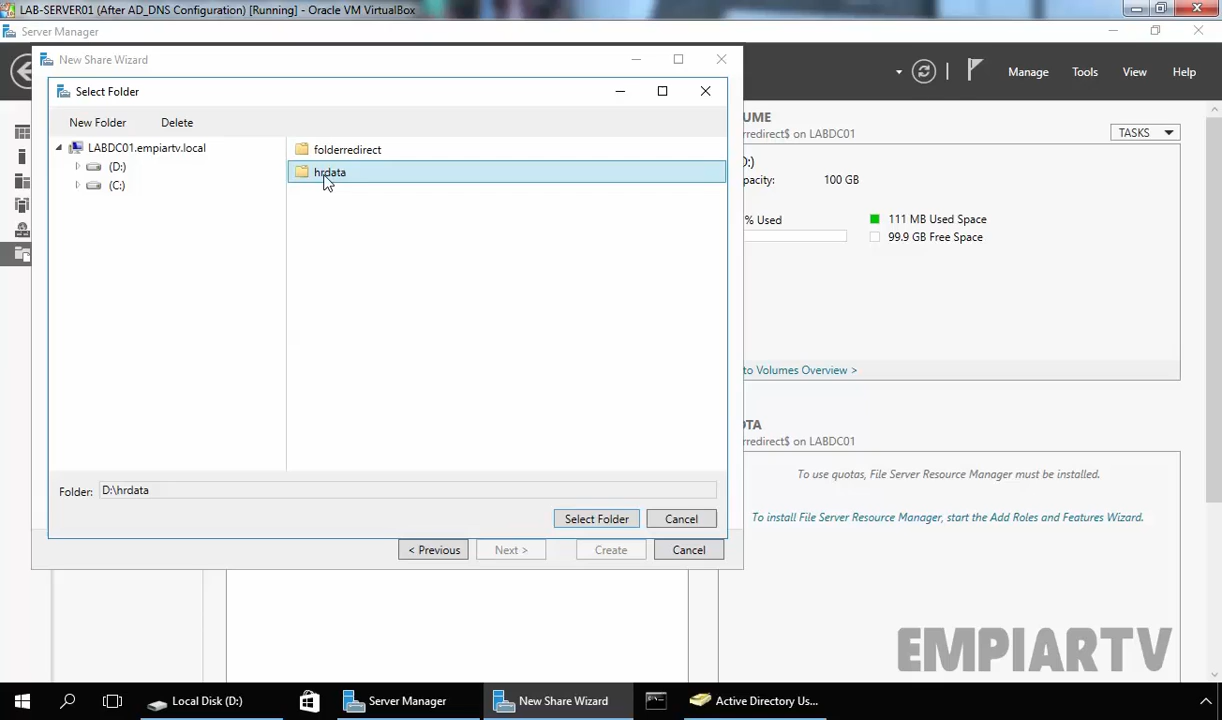 LAB-SERVER01 (After AD_DNS Configuration) [Running] - Oracle VM VirtualBox
Server Manager
New Share Wizard
Manage Tools View Help
Select Folder
New Folder Delete
UME
rredirect$ on LABDC01
TASKS
LABDC01.empiartv.local
(D:)
(C:)
folderredirect
hrdata
:)
pacity: 100 GB
% Used
111 MB Used Space
99.9 GB Free Space
to Volumes Overview >
OTA
rredirect$ on LABDC01
To use quotas, File Server Resource Manager must be installed.
To install File Server Resource Manager, start the Add Roles and Features Wizard.
Folder: D:\hrdata
Select Folder Cancel
< Previous Next > Create Cancel
EMPIARTV
Local Disk (D:) Server Manager New Share Wizard Active Directory Us...